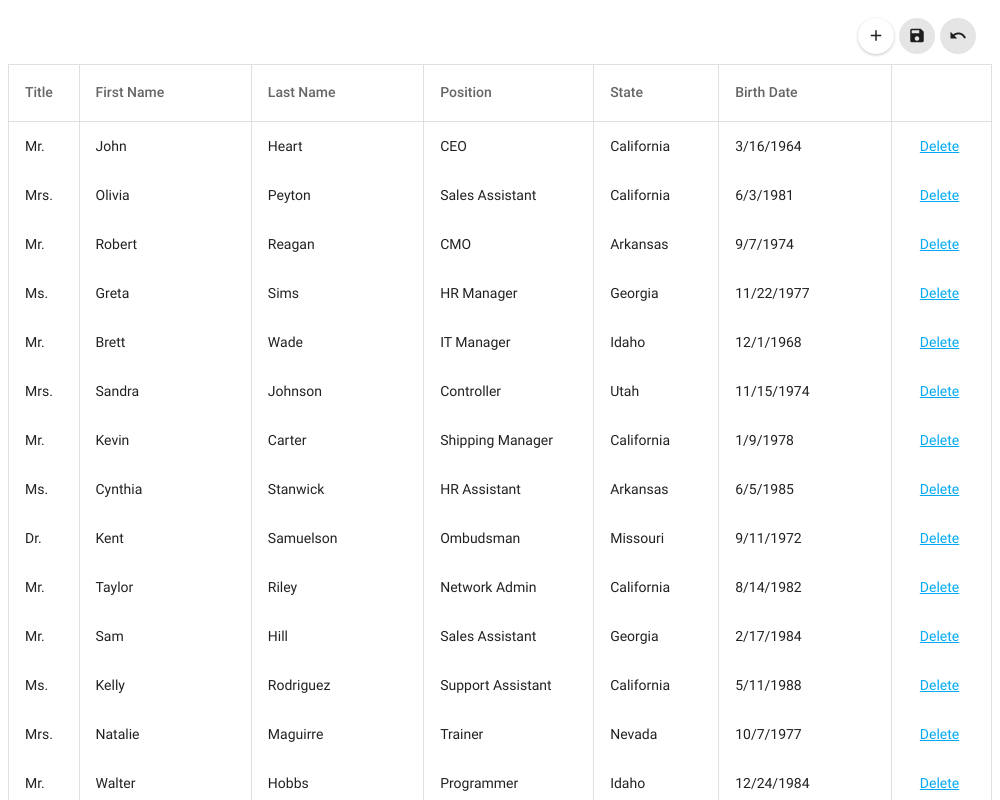 Title First Name Last Name Position State Birth Date
Mr. John Heart CEO California 3/16/1964 Delete
Mrs. Olivia Peyton Sales Assistant California 6/3/1981 Delete
Mr. Robert Reagan CMO Arkansas 9/7/1974 Delete
Ms. Greta Sims HR Manager Georgia 11/22/1977 Delete
Mr. Brett Wade IT Manager Idaho 12/1/1968 Delete
Mrs. Sandra Johnson Controller Utah 11/15/1974 Delete
Mr. Kevin Carter Shipping Manager California 1/9/1978 Delete
Ms. Cynthia Stanwick HR Assistant Arkansas 6/5/1985 Delete
Dr. Kent Samuelson Ombudsman Missouri 9/11/1972 Delete
Mr. Taylor Riley Network Admin California 8/14/1982 Delete
Mr. Sam Hill Sales Assistant Georgia 2/17/1984 Delete
Ms. Kelly Rodriguez Support Assistant California 5/11/1988 Delete
Mrs. Natalie Maguirre Trainer Nevada 10/7/1977 Delete
Mr. Walter Hobbs Programmer Idaho 12/24/1984 Delete